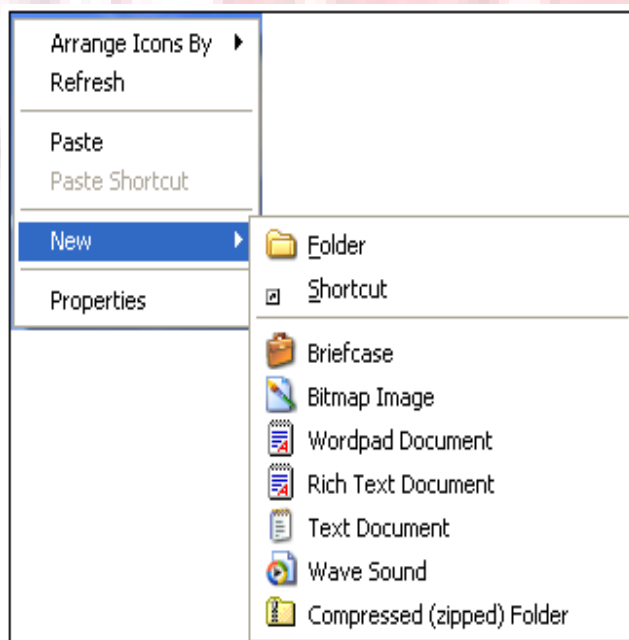 Arrange Icons By
Refresh
Paste
Paste Shortcut
New
Properties
Folder
Shortcut
Briefcase
Bitmap Image
Wordpad Document
Rich Text Document
Text Document
Wave Sound
Compressed (zipped) Folder